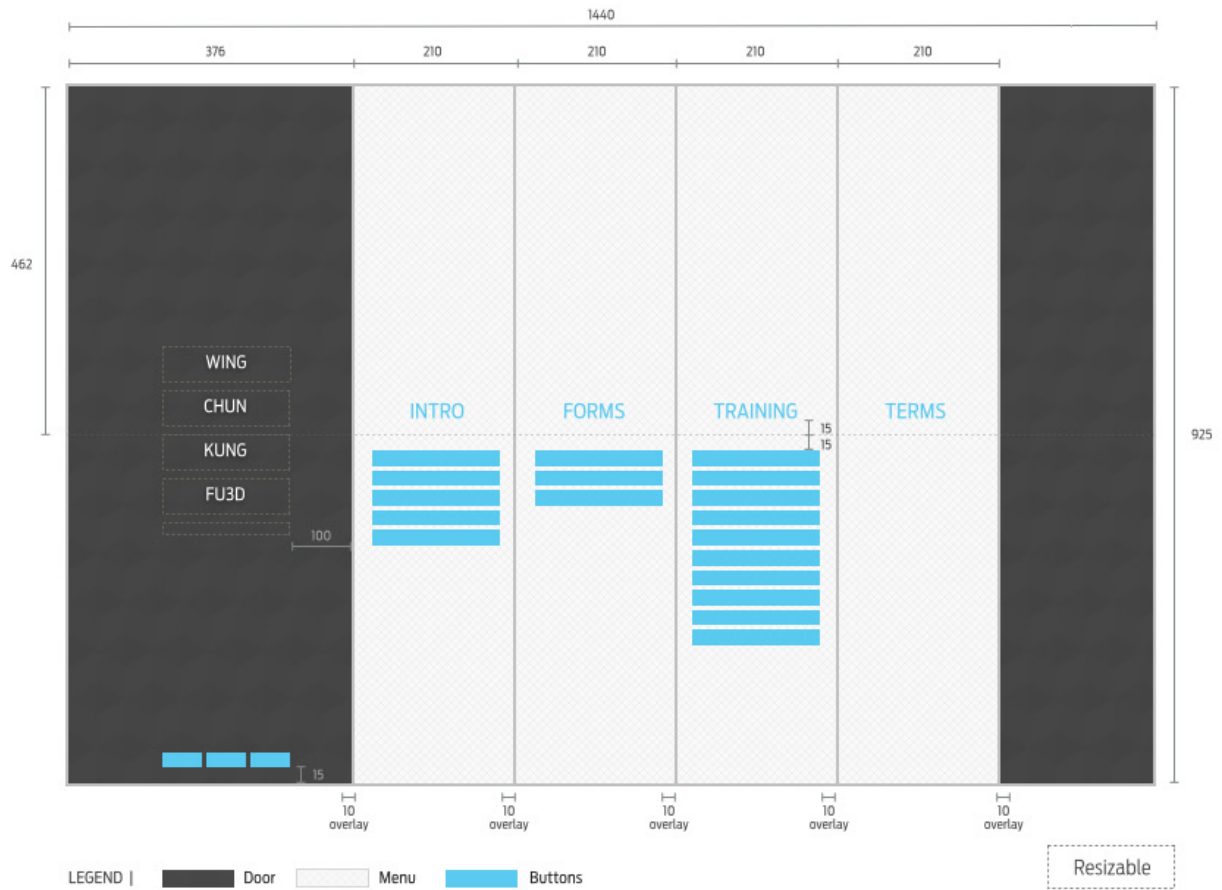 1440
376 210 210 210 210
462
925
WING
CHUN
KUNG
FU3D
INTRO FORMS TRAINING TERMS
15
15
100
15
10 10 10 10 10
overlay overlay overlay overlay overlay
LEGEND | Door Menu Buttons
Resizable